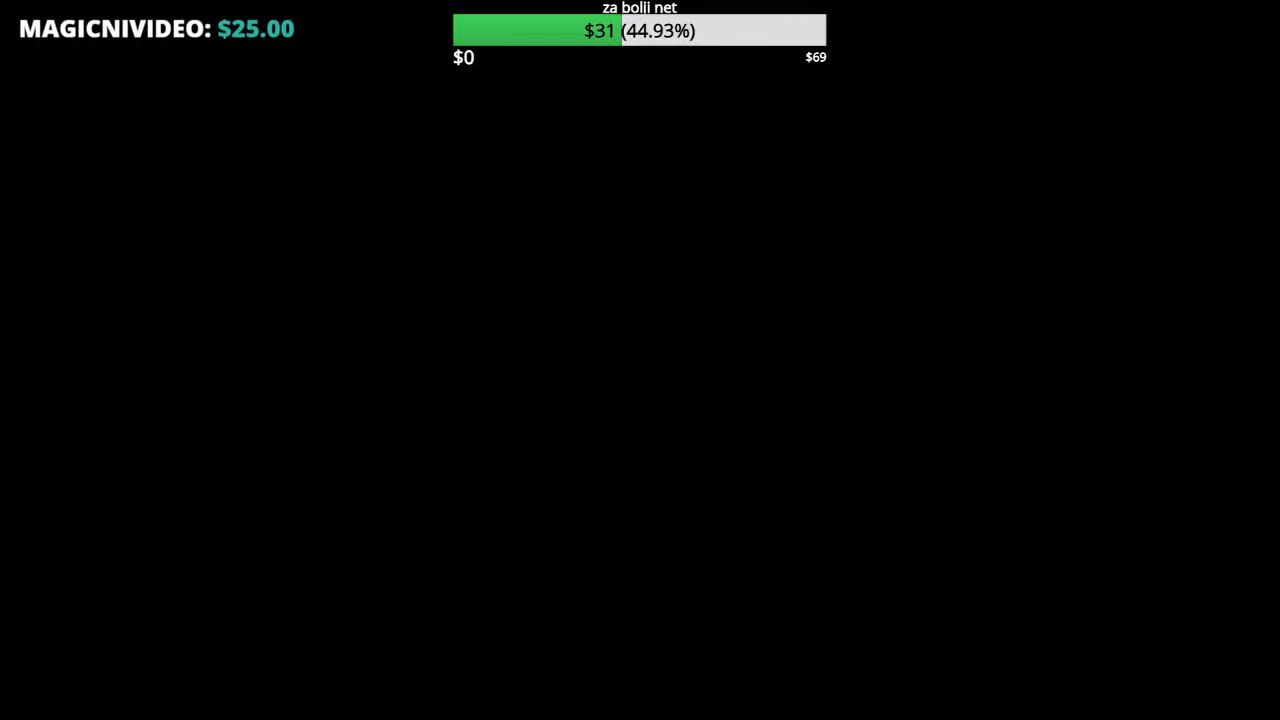 za bolji net
MAGICNIVIDEO: $25.00
$31 (44.93%)
$0
$69